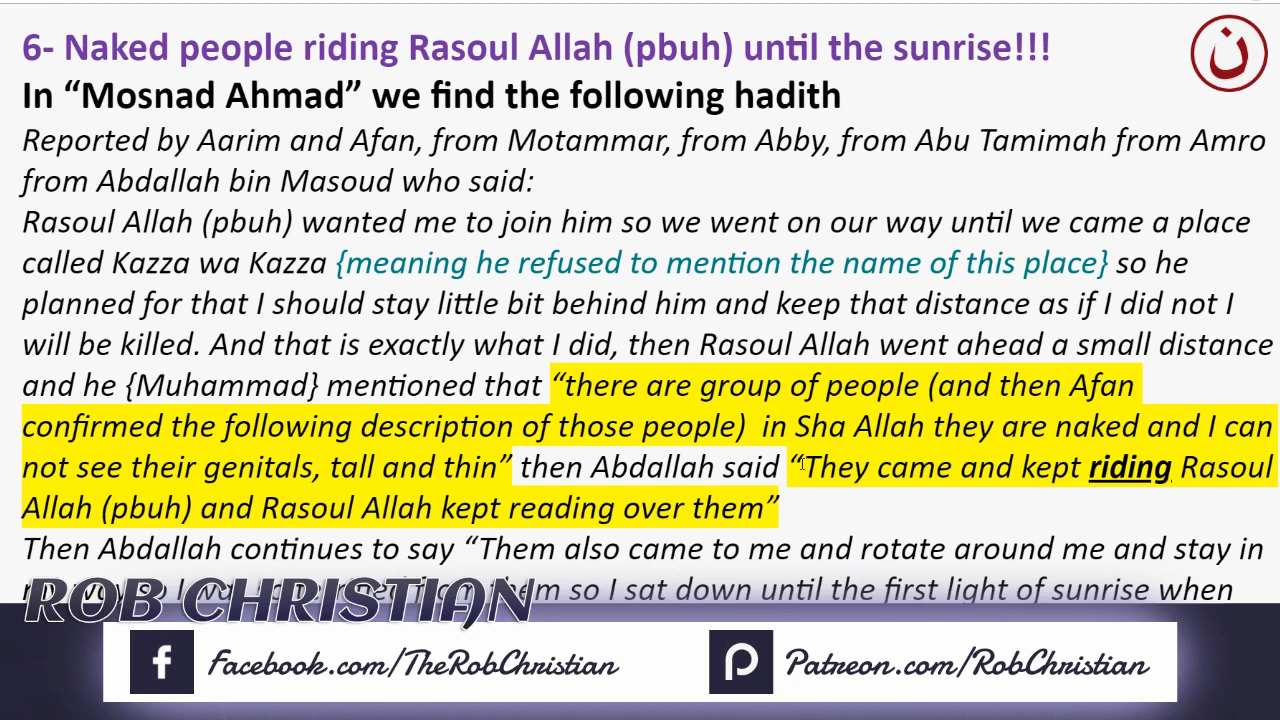 6- Naked people riding Rasoul Allah (pbuh) until the sunrise!!!
ن
In “Mosnad Ahmad” we find the following hadith
Reported by Aarim and Afan, from Motammar, from Abby, from Abu Tamimah from Amro
from Abdallah bin Masoud who said:
Rasoul Allah (pbuh) wanted me to join him so we went on our way until we came a place
called Kazza wa Kazza {meaning he refused to mention the name of this place} so he
planned for that I should stay little bit behind him and keep that distance as if I did not I
will be killed. And that is exactly what I did, then Rasoul Allah went ahead a small distance
and he {Muhammad} mentioned that “there are group of people (and then Afan
confirmed the following description of those people) in Sha Allah they are naked and I can
not see their genitals, tall and thin” then Abdallah said “They came and kept riding Rasoul
Allah (pbuh) and Rasoul Allah kept reading over them”
Then Abdallah continues to say “Them also came to me and rotate around me and stay in
so I sat down until the first light of sunrise when
ROB CHRISTIAN
f Facebook.com/TheRobChristian
Patreon.com/RobChristian